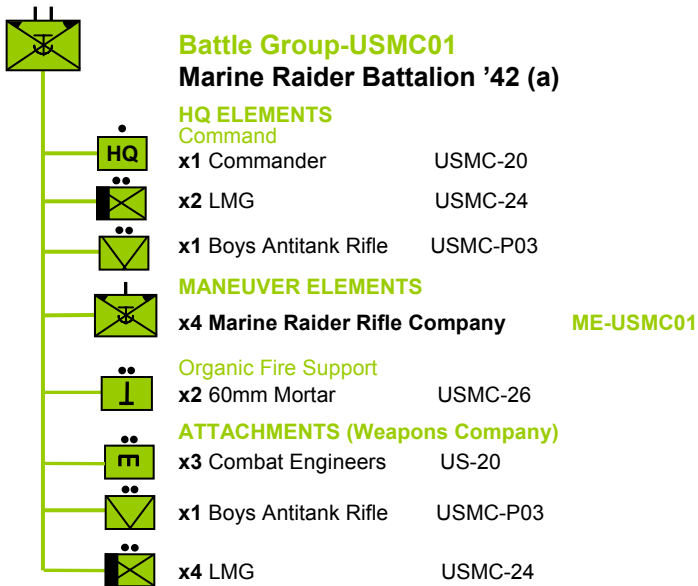 Battle Group-USMC01
Marine Raider Battalion ’42 (a)
HQ ELEMENTS
Command
HQ
x1 Commander USMC-20
x2 LMG USMC-24
x1 Boys Antitank Rifle USMC-P03
MANEUVER ELEMENTS
x4 Marine Raider Rifle Company ME-USMC01
Organic Fire Support
x2 60mm Mortar USMC-26
ATTACHMENTS (Weapons Company)
x3 Combat Engineers US-20
x1 Boys Antitank Rifle USMC-P03
x4 LMG USMC-24